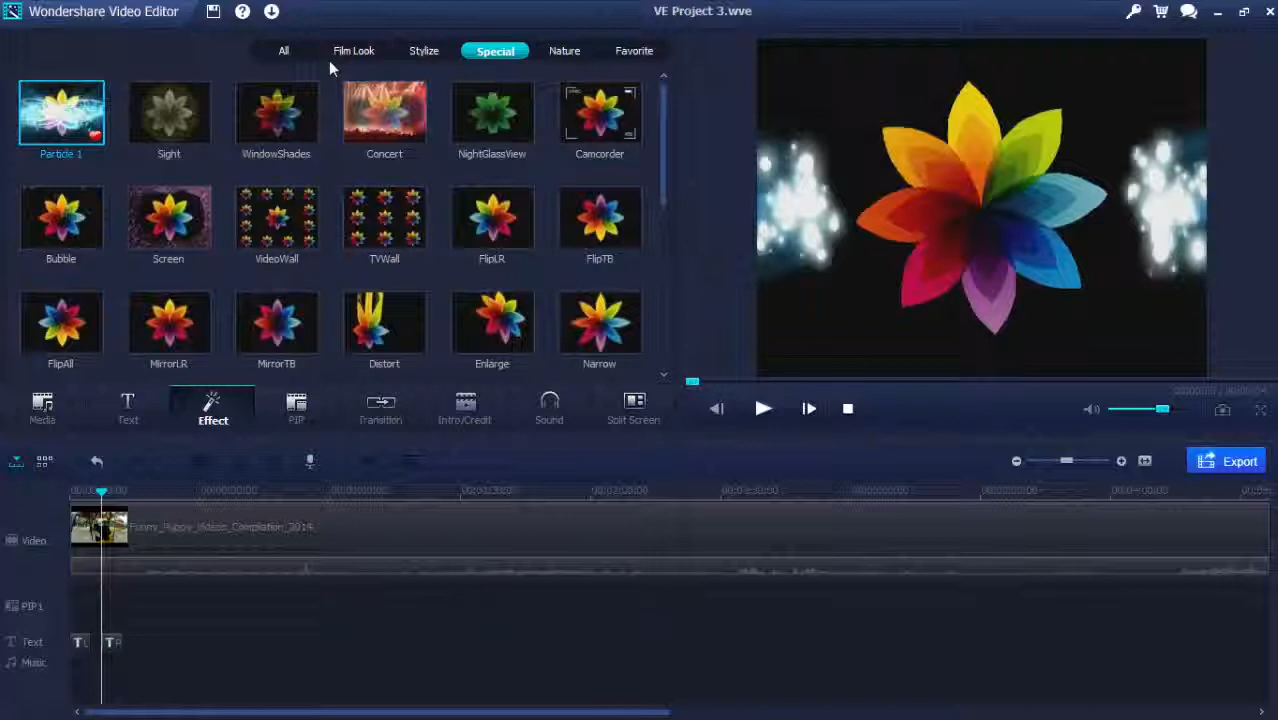 Wondershare Video Editor
VE Project 3.wve
All Film Look Stylize Special Nature Favorite
Particle 1 Sight WindowShades Concert NightGlassView Camcorder
Bubble Screen VideoWall TVWall FlipLR FlipTB
FlipAll MirrorLR MirrorTB Distort Enlarge Narrow
Media Text Effect PIP Transition Intro/Credit Sound Split Screen
Export
Funny_Puppy_Videos_Compilation_2014
Video
PIP1
Text
Music